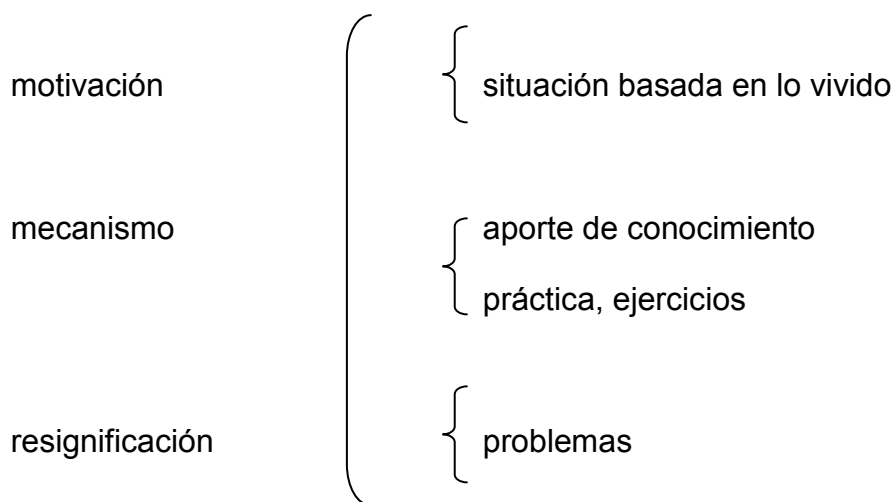 motivación
situación basada en lo vivido
mecanismo
aporte de conocimiento
práctica, ejercicios
resignificación
problemas